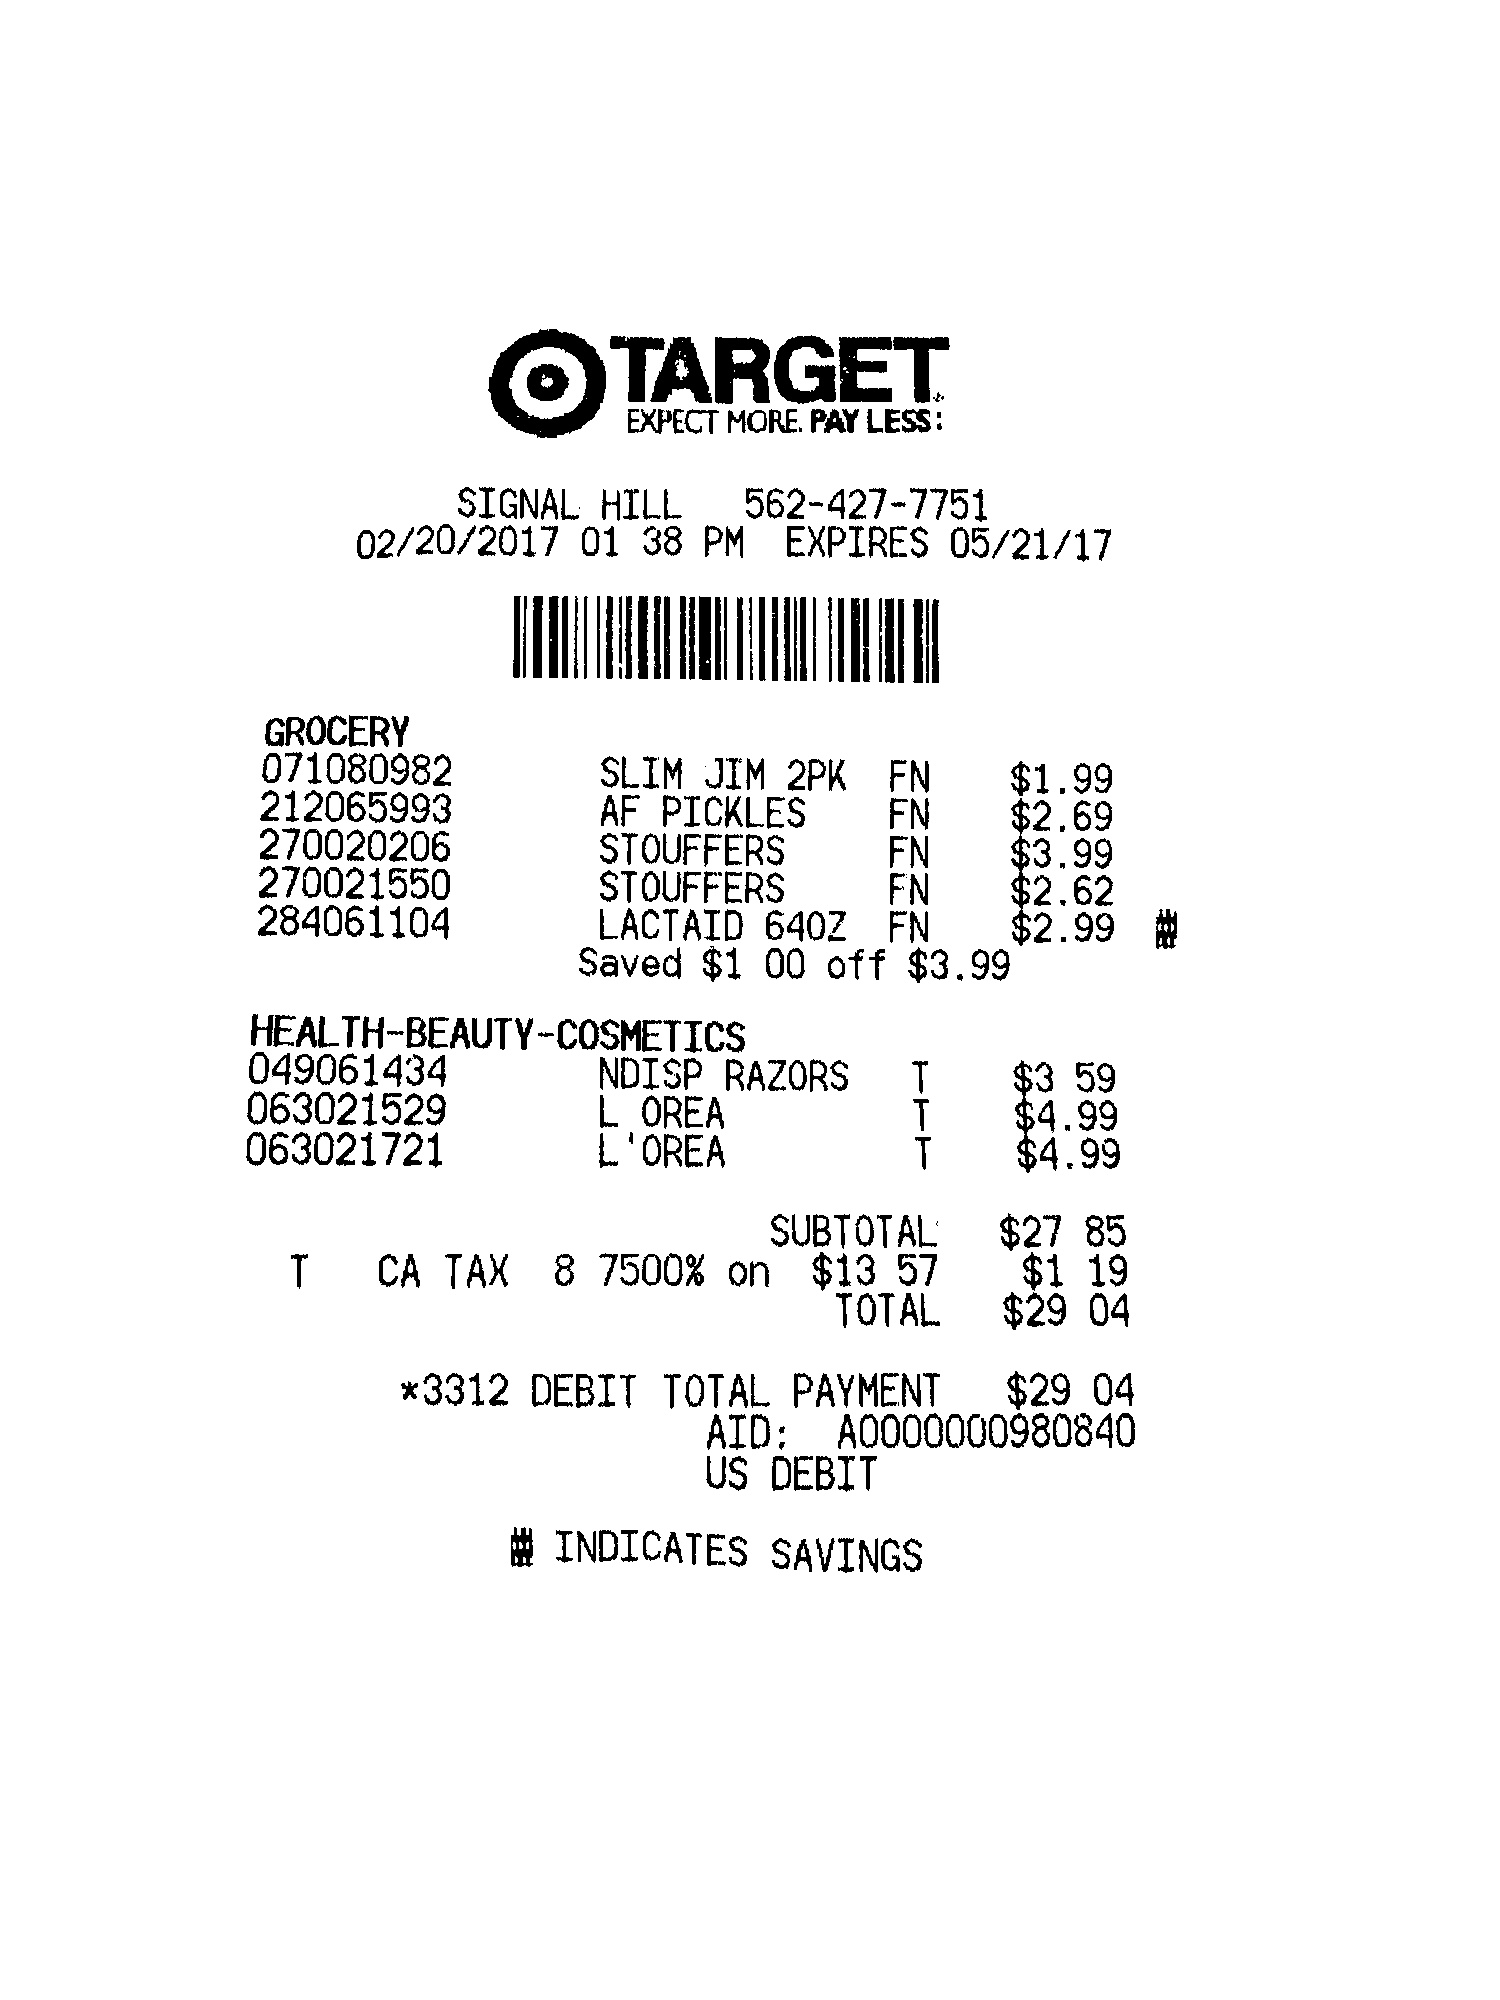 TARGET
EXPECT MORE. PAY LESS:
SIGNAL HILL 562-427-7751
02/20/2017 01 38 PM EXPIRES 05/21/17
GROCERY
071080982 SLIM JIM 2PK FN $1.99
212065993 AF PICKLES FN $2.69
270020206 STOUFFERS FN $3.99
270021550 STOUFFERS FN $2.62
284061104 LACTAID 64OZ FN $2.99
Saved $1 00 off $3.99
HEALTH-BEAUTY-COSMETICS
049061434 NDISP RAZORS T $3 59
063021529 L OREA T $4.99
063021721 L'OREA T $4.99
SUBTOTAL $27 85
T CA TAX 8 7500% on $13 57 $1 19
TOTAL $29 04
*3312 DEBIT TOTAL PAYMENT $29 04
AID: A0000000980840
US DEBIT
INDICATES SAVINGS